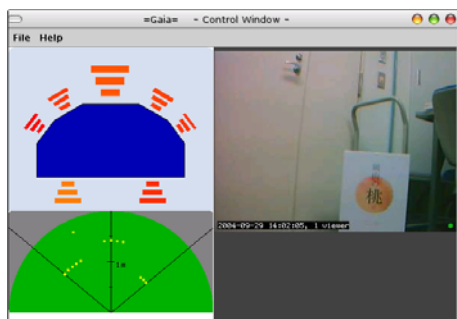 =Gaia= - Control Window -
File Help
桃
2004-09-29 14:02:05, 1 viewer
1m